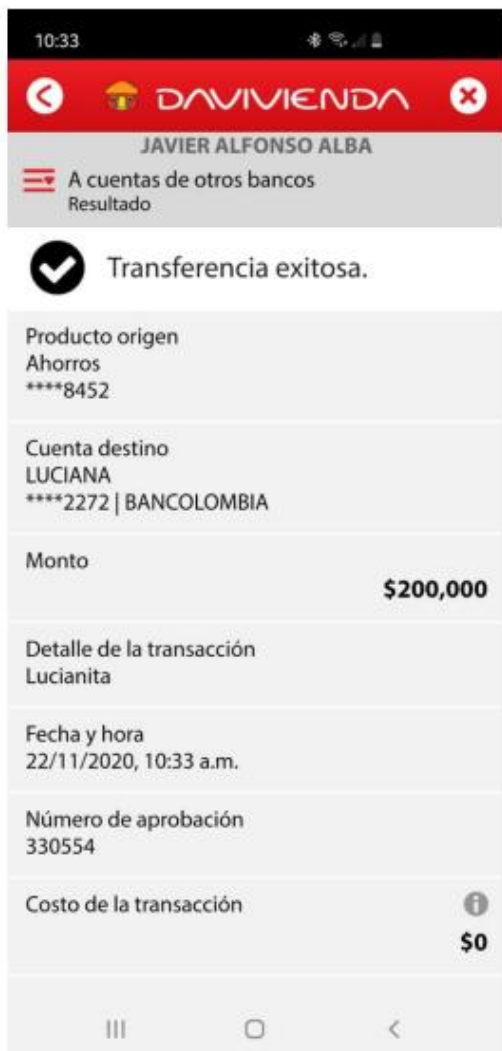 10:33
DAVIVIENDA
JAVIER ALFONSO ALBA
A cuentas de otros bancos
Resultado
Transferencia exitosa.
Producto origen
Ahorros
****8452
Cuenta destino
LUCIANA
****2272 | BANCOLOMBIA
Monto
$200,000
Detalle de la transacción
Lucianita
Fecha y hora
22/11/2020, 10:33 a.m.
Número de aprobación
330554
Costo de la transacción
$0